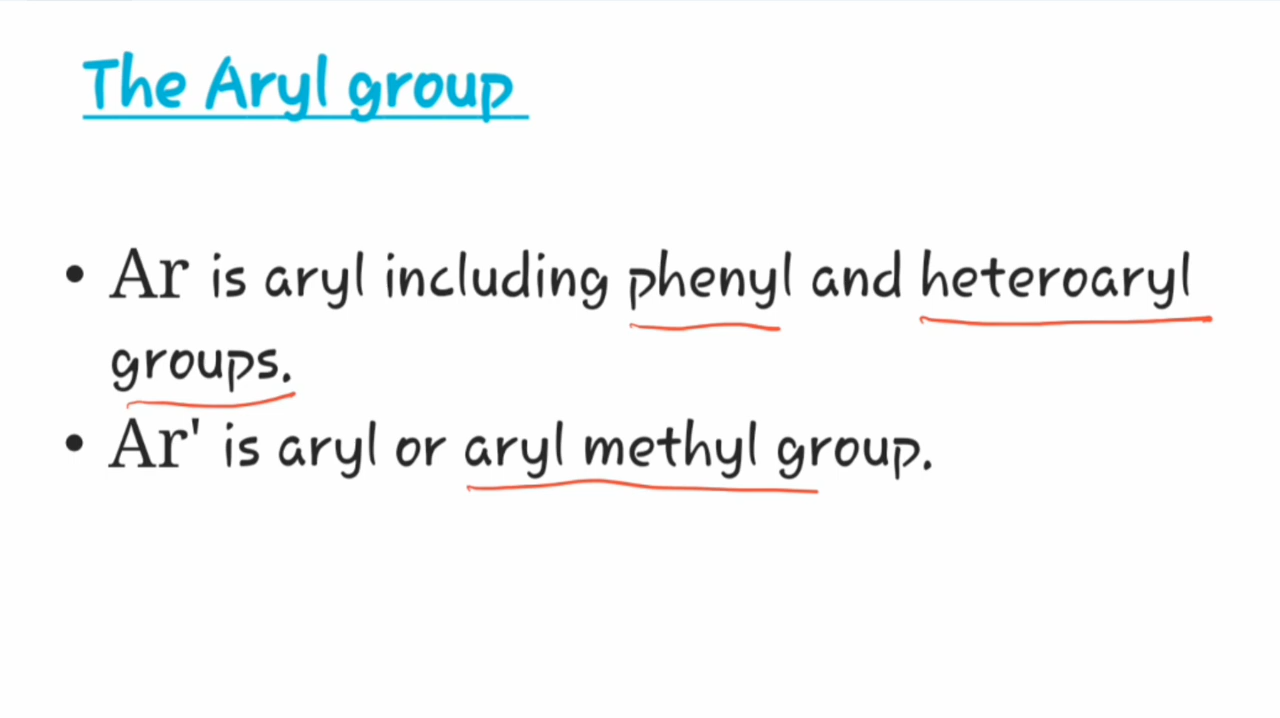 The Aryl group
• Ar is aryl including phenyl and heteroaryl
groups.
• Ar' is aryl or aryl methyl group.